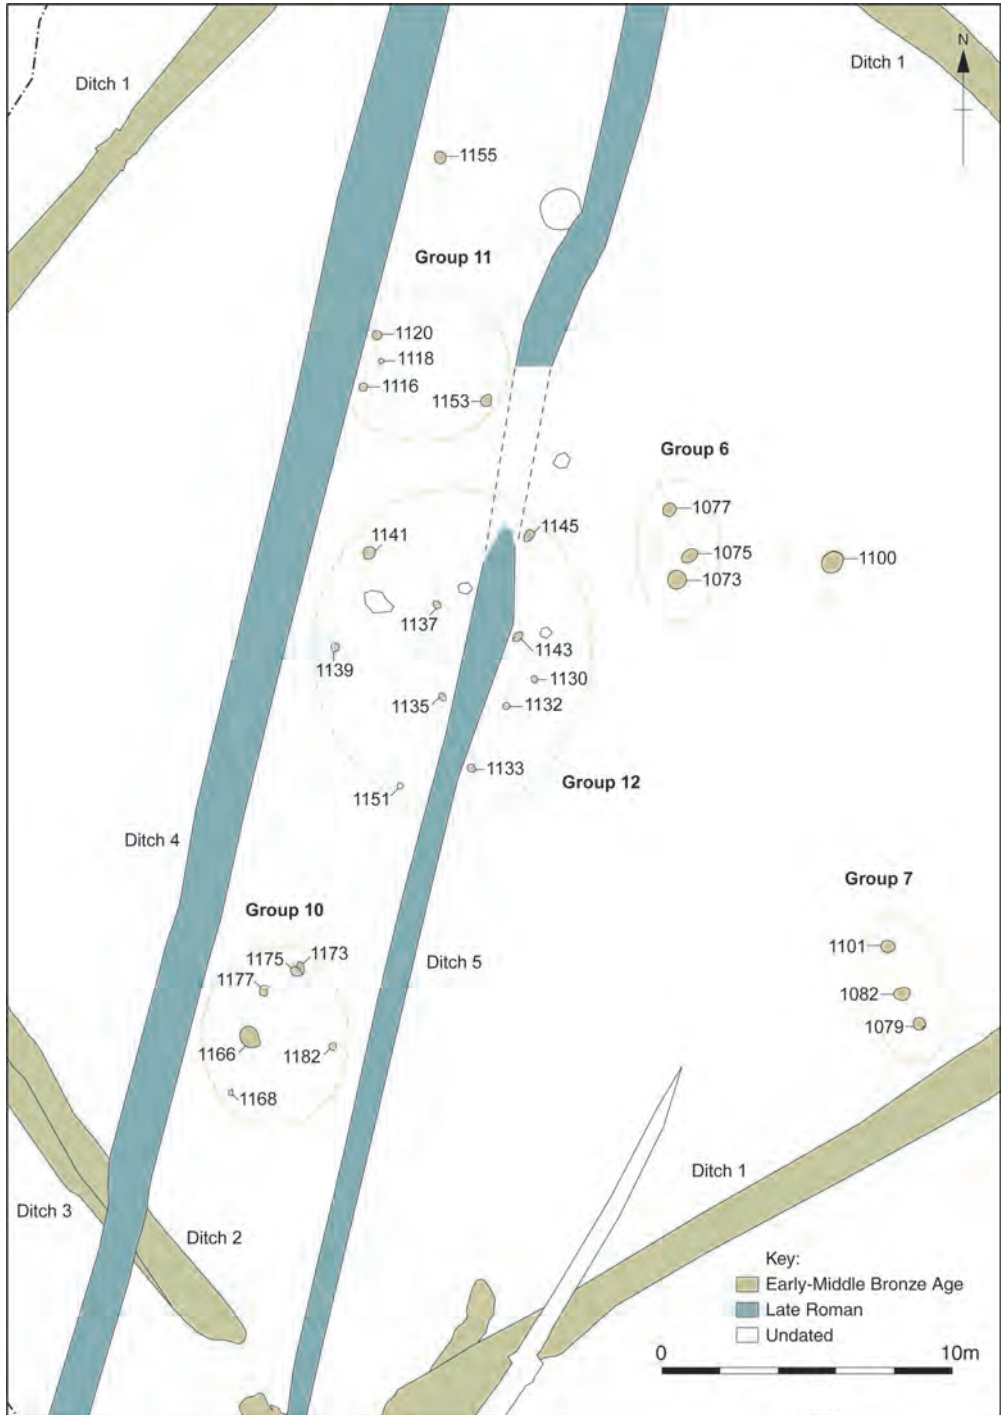 Ditch 1
Ditch 1
N
1155
Group 11
1120
1118
1116
1153
Group 6
1077
1145
1141
1075
1100
1073
1137
1143
1139
1130
1135
1132
1133
Group 12
1151
Ditch 4
Group 7
Group 10
1101
1175
1173
Ditch 5
1177
1082
1079
1166
1182
1168
Ditch 1
Ditch 3
Ditch 2
Key:
Early-Middle Bronze Age
Late Roman
Undated
0 10m